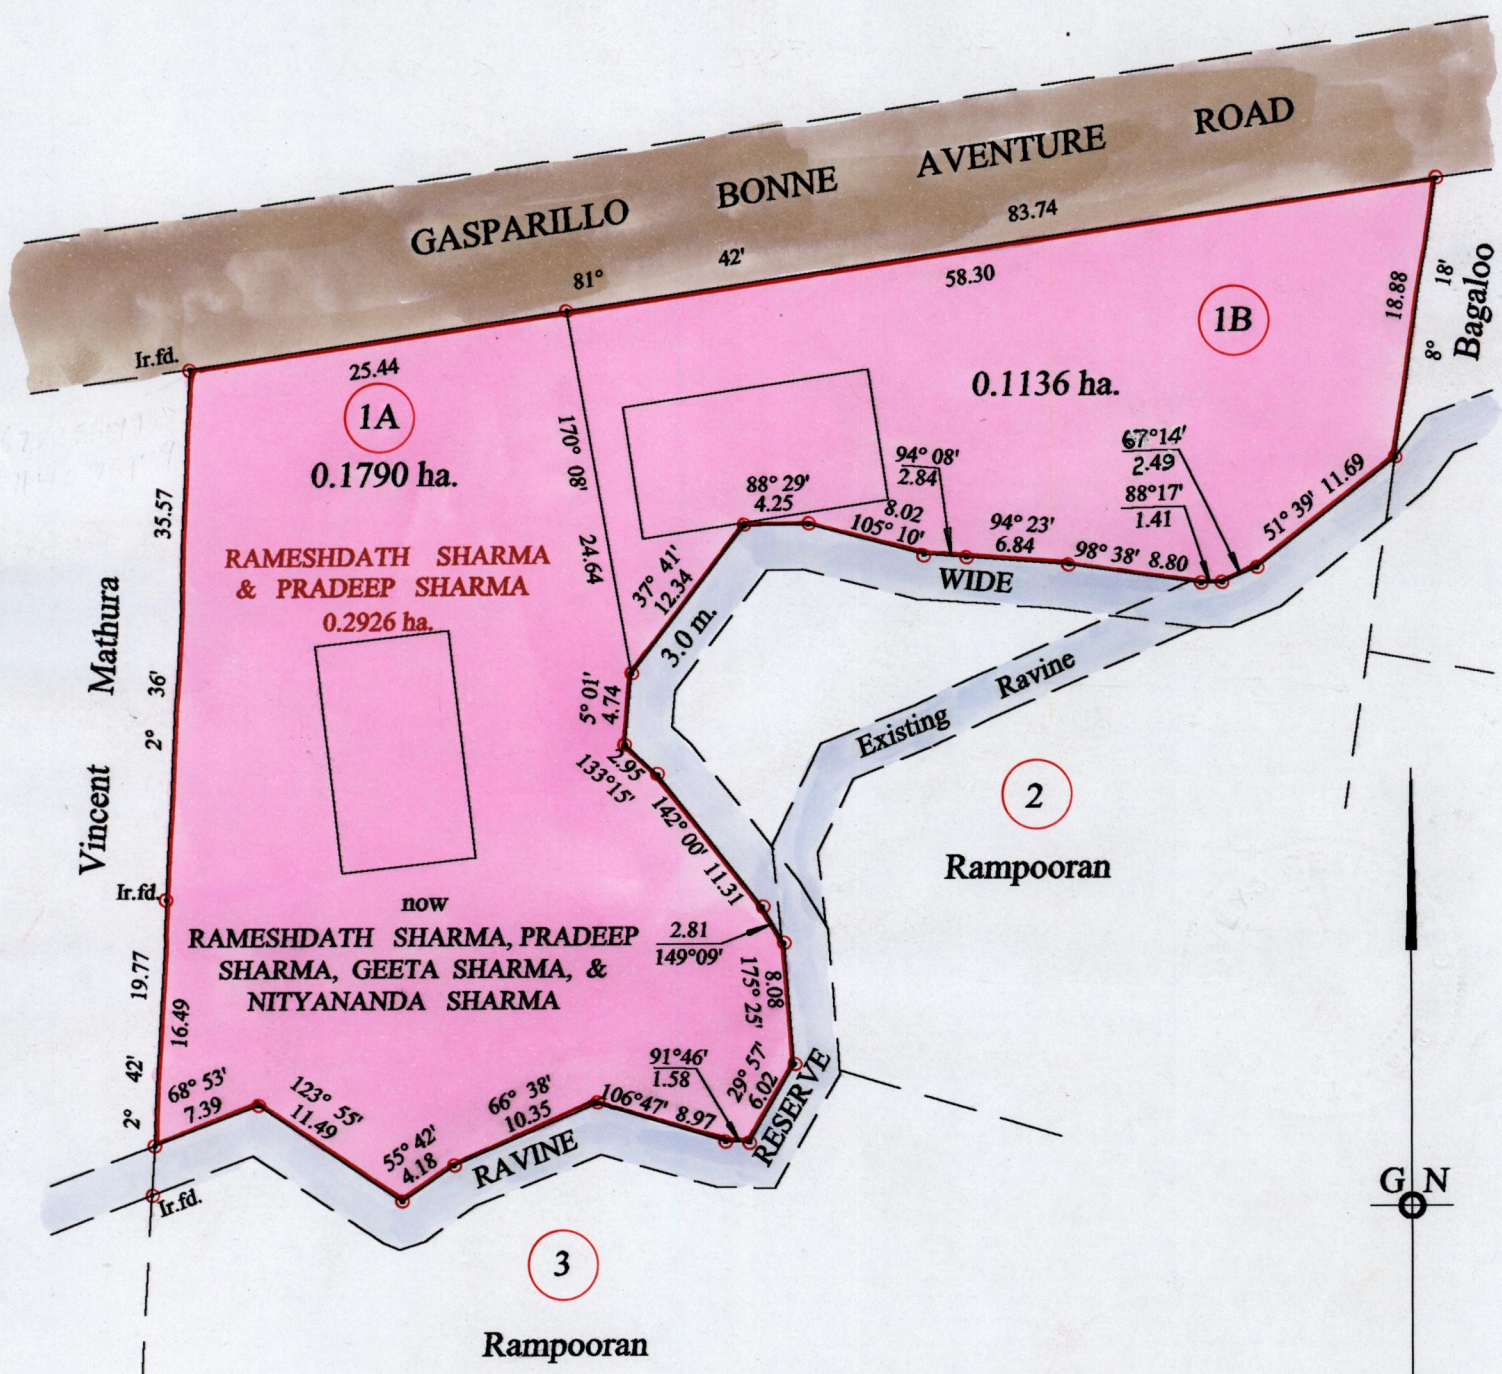 GASPARILLO BONNE AVENTURE ROAD
83.74
81° 42'
58.30
25.44
Ir.fd.
1A
0.1790 ha.
1B
0.1136 ha.
18.88
8° 18'
Bagaloo
170° 08' 24.64
35.57
2° 36'
Vincent Mathura
RAMESHDATH SHARMA
& PRADEEP SHARMA
0.2926 ha.
88° 29'
4.25
8.02
105° 10'
94° 08'
2.84
94° 23'
6.84
98° 38' 8.80
88°17'
1.41
67°14'
2.49
51° 39' 11.69
37° 41'
12.34
3.0 m. WIDE
RAVINE RESERVE
Existing Ravine
5° 01'
4.74
2.95
133°15'
142° 00' 11.31
2
Rampooran
Ir.fd.
now
RAMESHDATH SHARMA, PRADEEP
SHARMA, GEETA SHARMA, &
NITYANANDA SHARMA
2.81
149°09'
8.08
175° 25'
19.77
16.49
2° 42'
68° 53'
7.39
123° 55'
11.49
55° 42'
4.18
66° 38'
10.35
106°47' 8.97
91°46'
1.58
29° 57'
6.02
Ir.fd.
3
Rampooran
G N